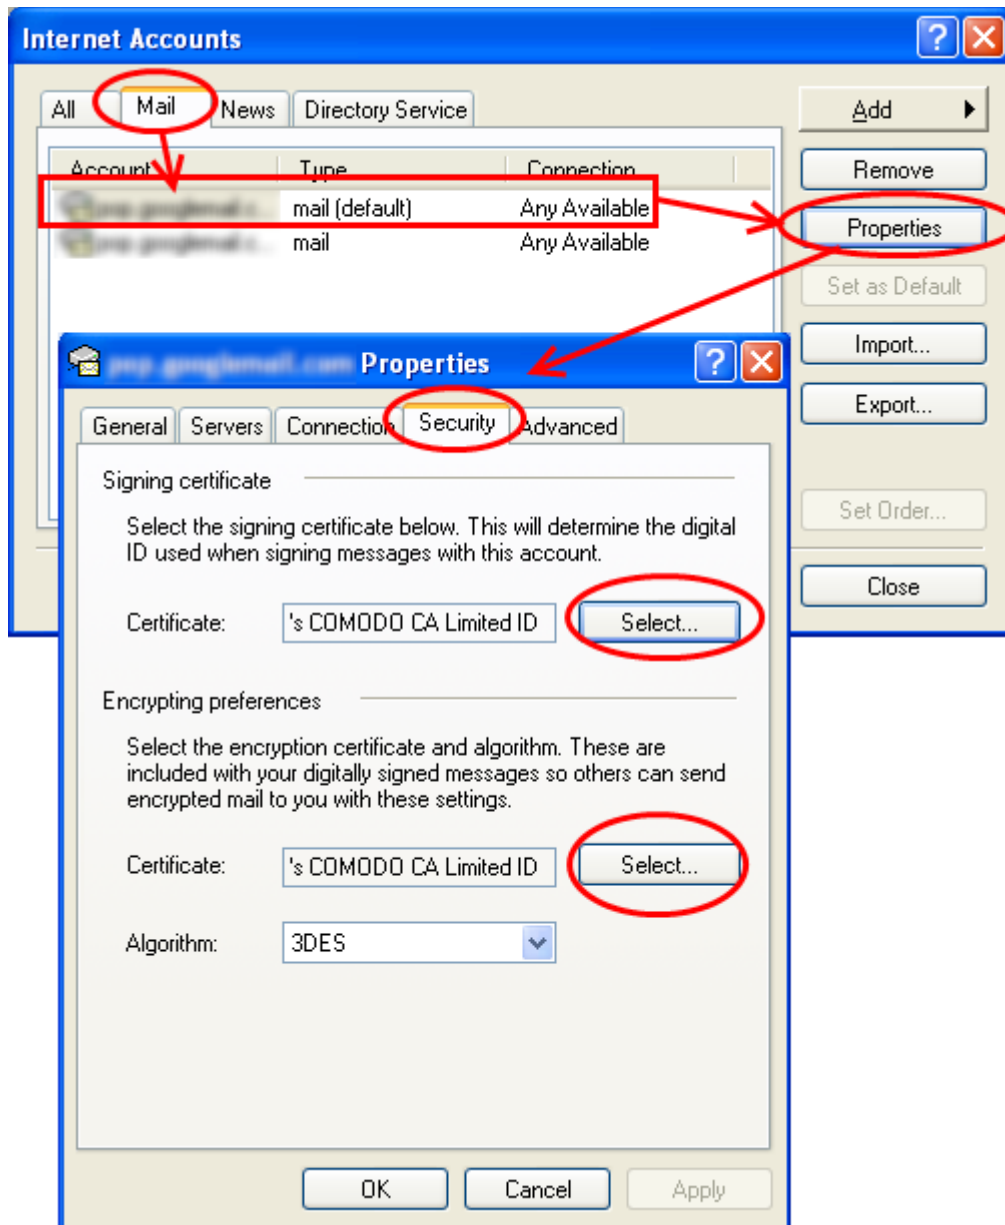 Internet Accounts
All Mail News Directory Service
Add
Account Type Connection
Remove
mail (default) Any Available
Properties
mail Any Available
Set as Default
Import...
Export...
Set Order...
Close
Properties
General Servers Connection Security Advanced
Signing certificate
Select the signing certificate below. This will determine the digital
ID used when signing messages with this account.
Certificate: 's COMODO CA Limited ID Select...
Encrypting preferences
Select the encryption certificate and algorithm. These are
included with your digitally signed messages so others can send
encrypted mail to you with these settings.
Certificate: 's COMODO CA Limited ID Select...
Algorithm: 3DES
OK Cancel Apply